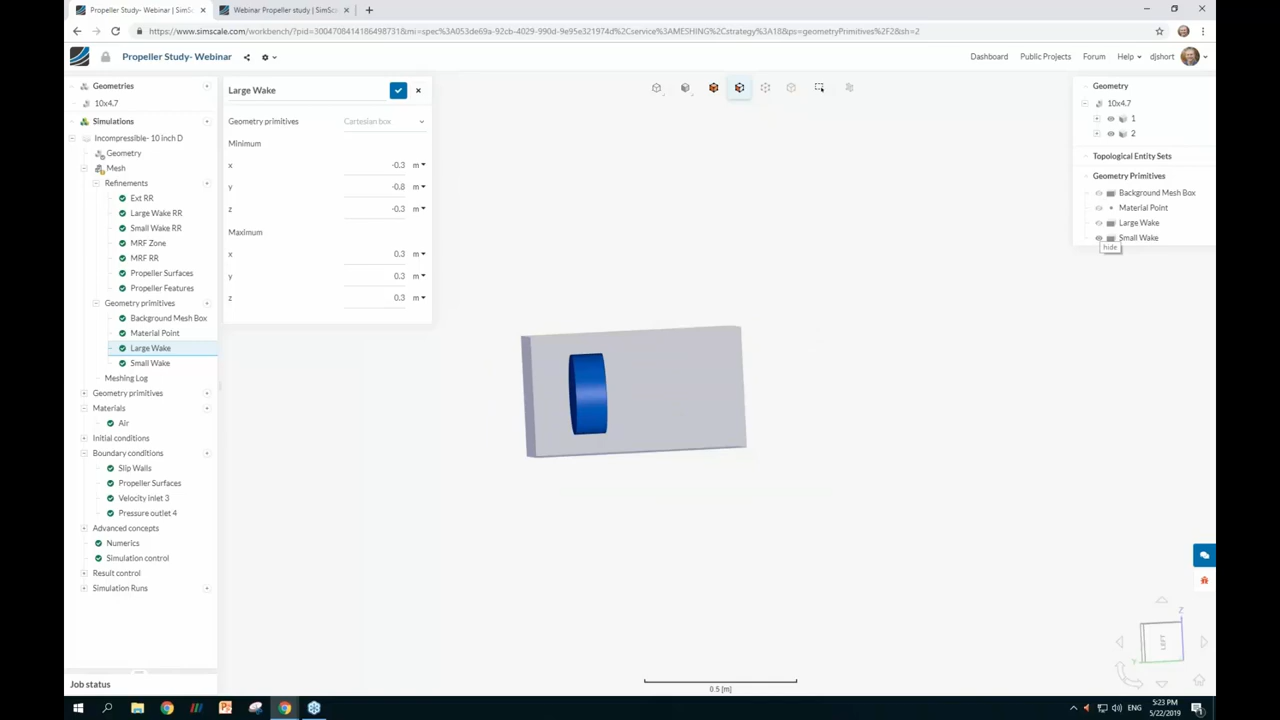 Propeller Study- Webinar | SimS
Webinar Propeller study | SimSc
https://www.simscale.com/workbench/?pid=3004708414186498731&mi=spec%3A053de69a-92cb-4029-990d-9e95e321974d%2Cservice%3AMESHING%2Cstrategy%3A18&ps=geometryPrimitives%2F2&sh=2
Propeller Study- Webinar
Dashboard
Public Projects
Forum
Help
djshort
Geometries
10x4.7
Simulations
Incompressible- 10 inch D
Geometry
Mesh
Refinements
Ext RR
Large Wake RR
Small Wake RR
MRF Zone
MRF RR
Propeller Surfaces
Propeller Features
Geometry primitives
Background Mesh Box
Material Point
Large Wake
Small Wake
Meshing Log
Geometry primitives
Materials
Air
Initial conditions
Boundary conditions
Slip Walls
Propeller Surfaces
Velocity inlet 3
Pressure outlet 4
Advanced concepts
Numerics
Simulation control
Result control
Simulation Runs
Job status
Large Wake
Geometry primitives Cartesian box
Minimum
x -0.3 m
y -0.8 m
z -0.3 m
Maximum
x 0.3 m
y 0.3 m
z 0.3 m
Geometry
10x4.7
1
2
Topological Entity Sets
Geometry Primitives
Background Mesh Box
Material Point
Large Wake
Small Wake
hide
Z
LEFT
Y
0.5 [m]
ENG
5:23 PM
5/22/2019